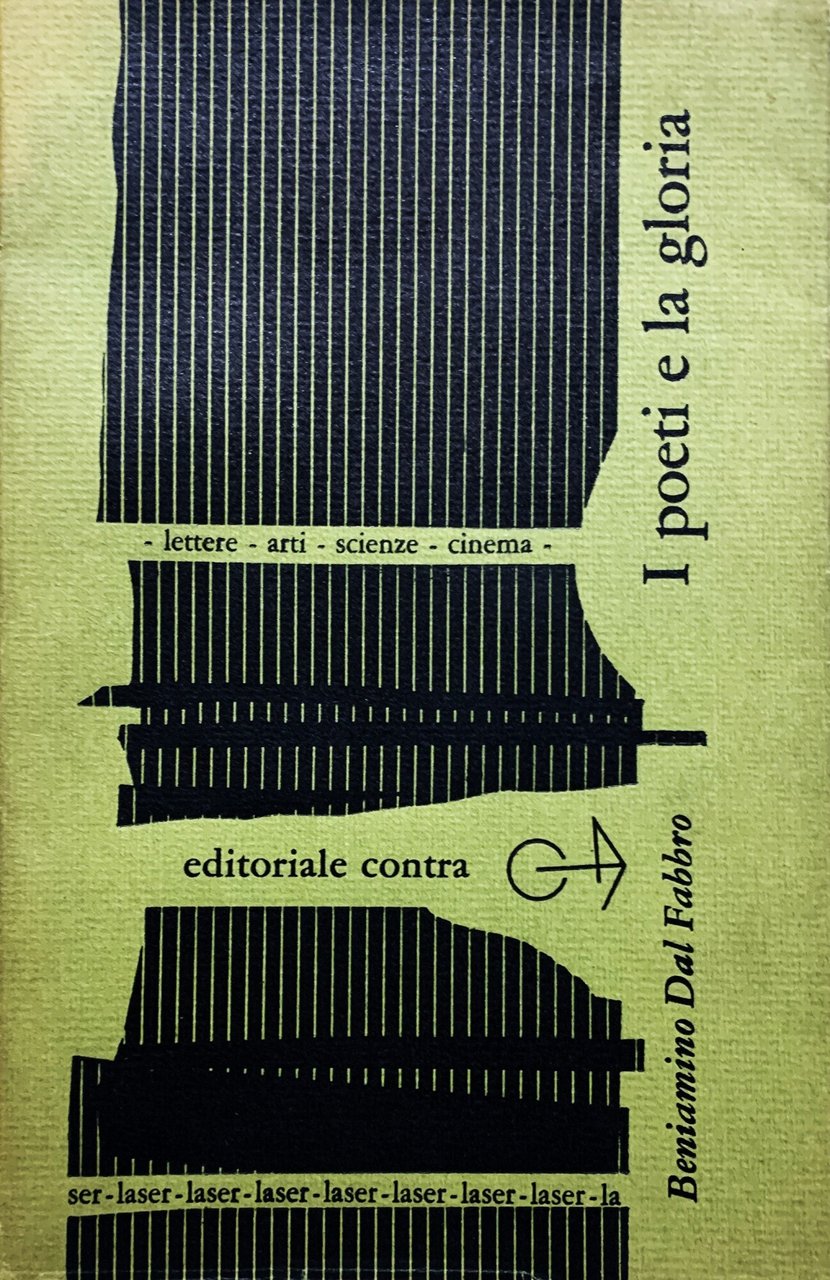 I poeti e la gloria
- lettere - arti - scienze - cinema -
editoriale contra
Beniamino Dal Fabbro
ser-laser-laser-laser-laser-laser-laser-laser-la